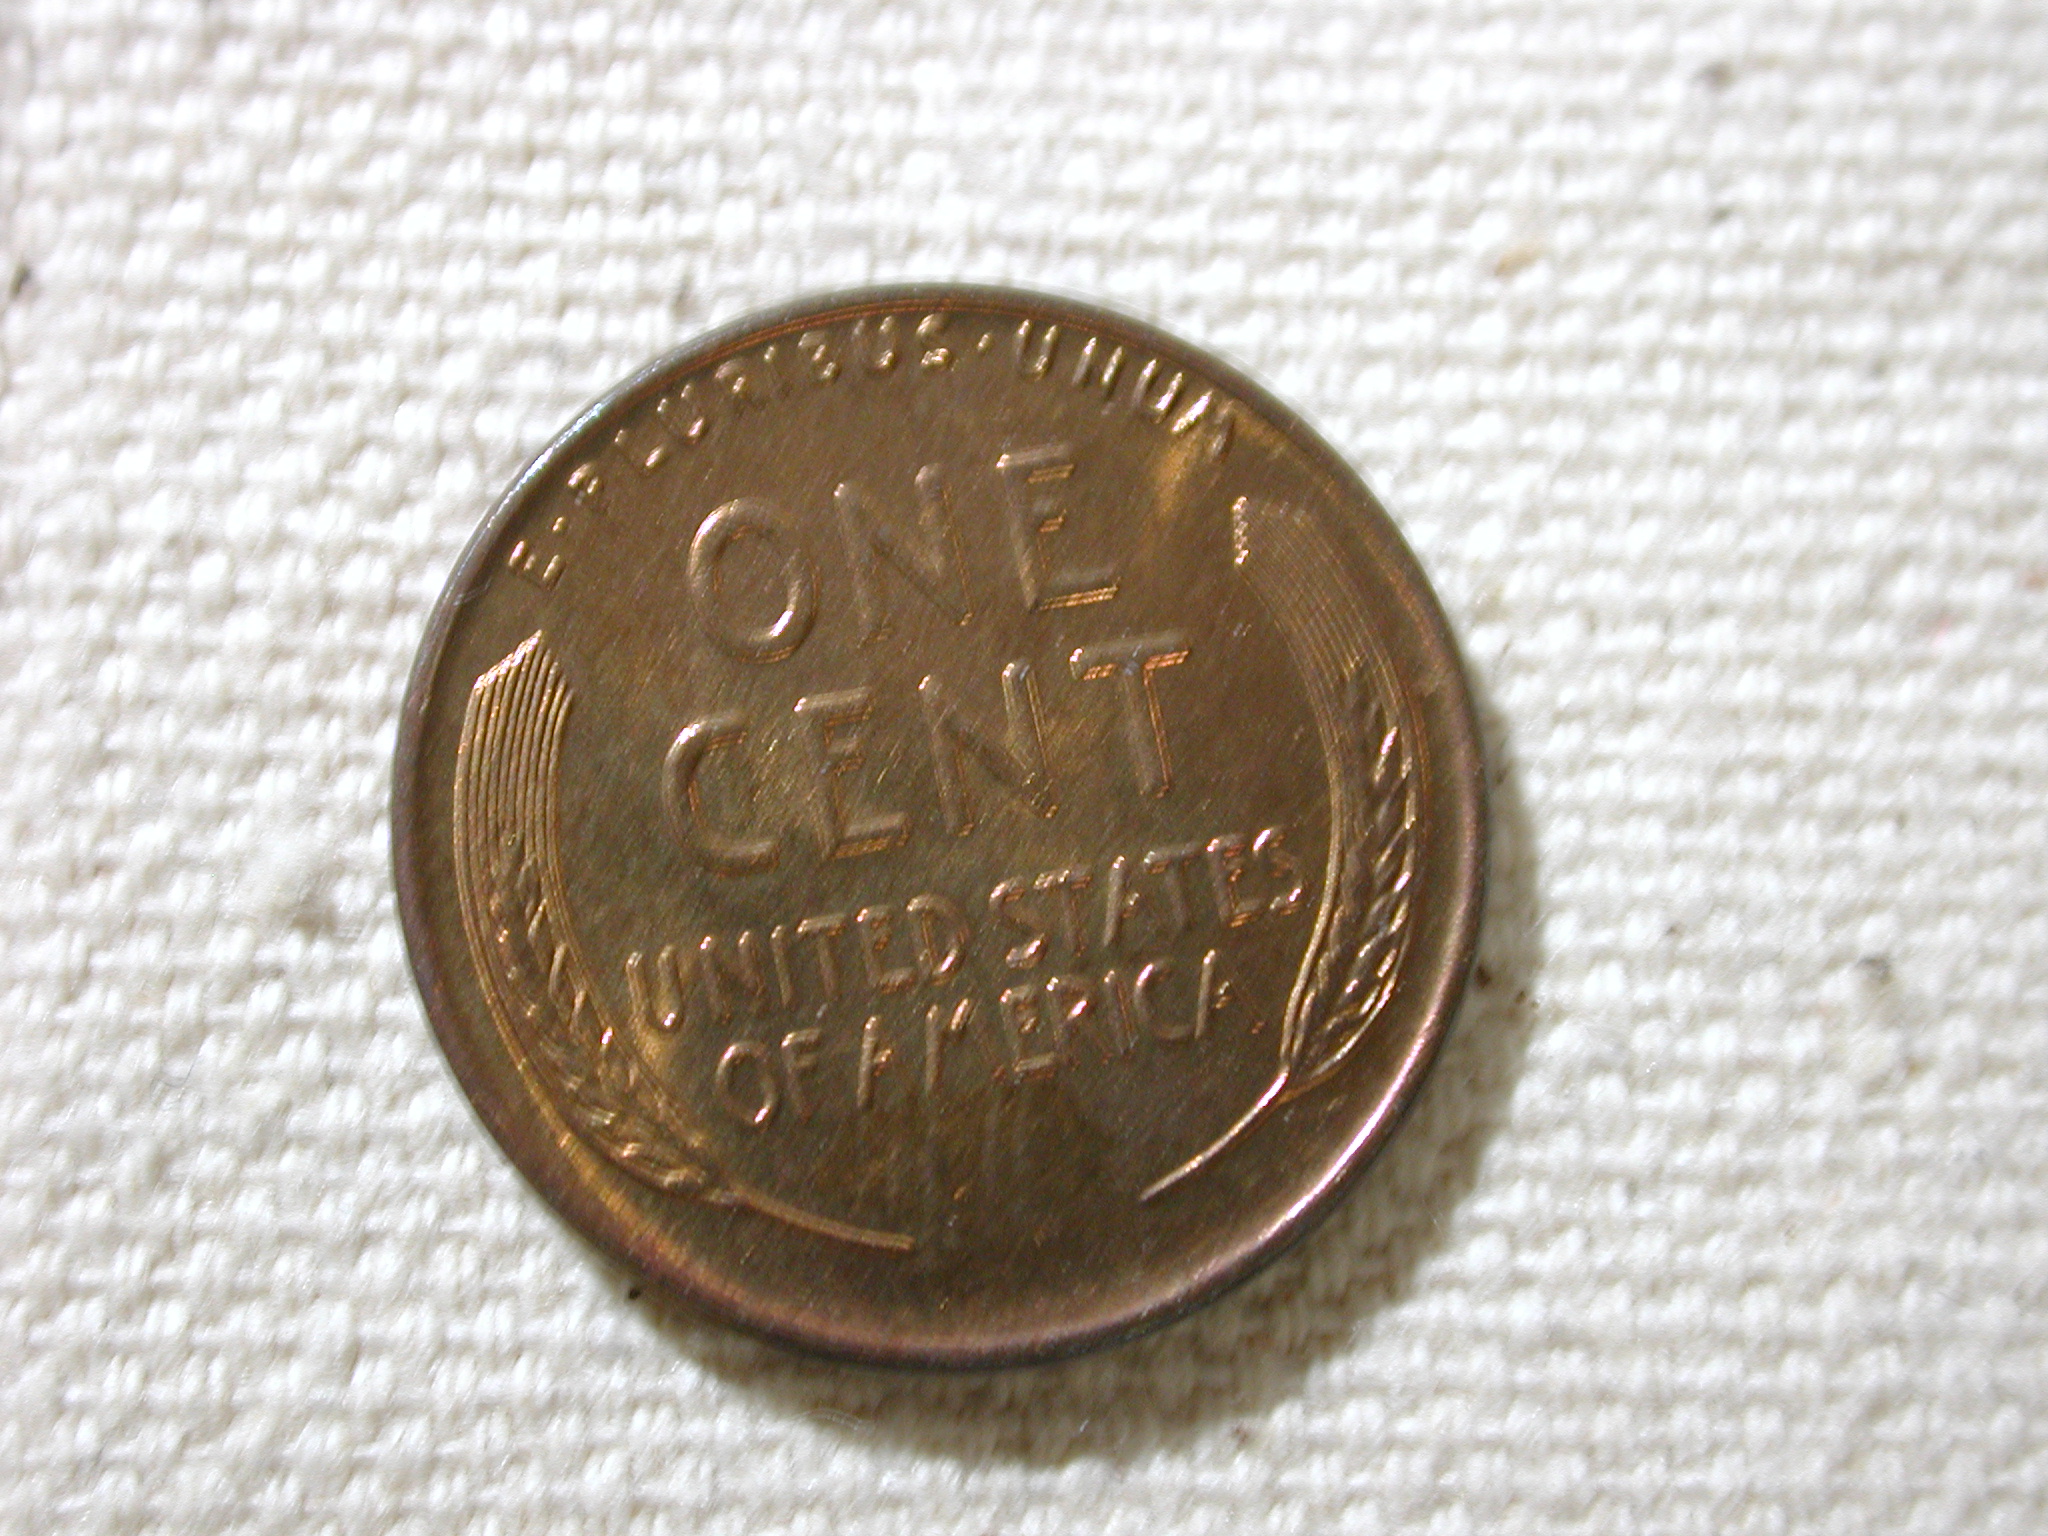 E·PLURIBUS·UNUM
ONE
CENT
UNITED STATES
OF AMERICA